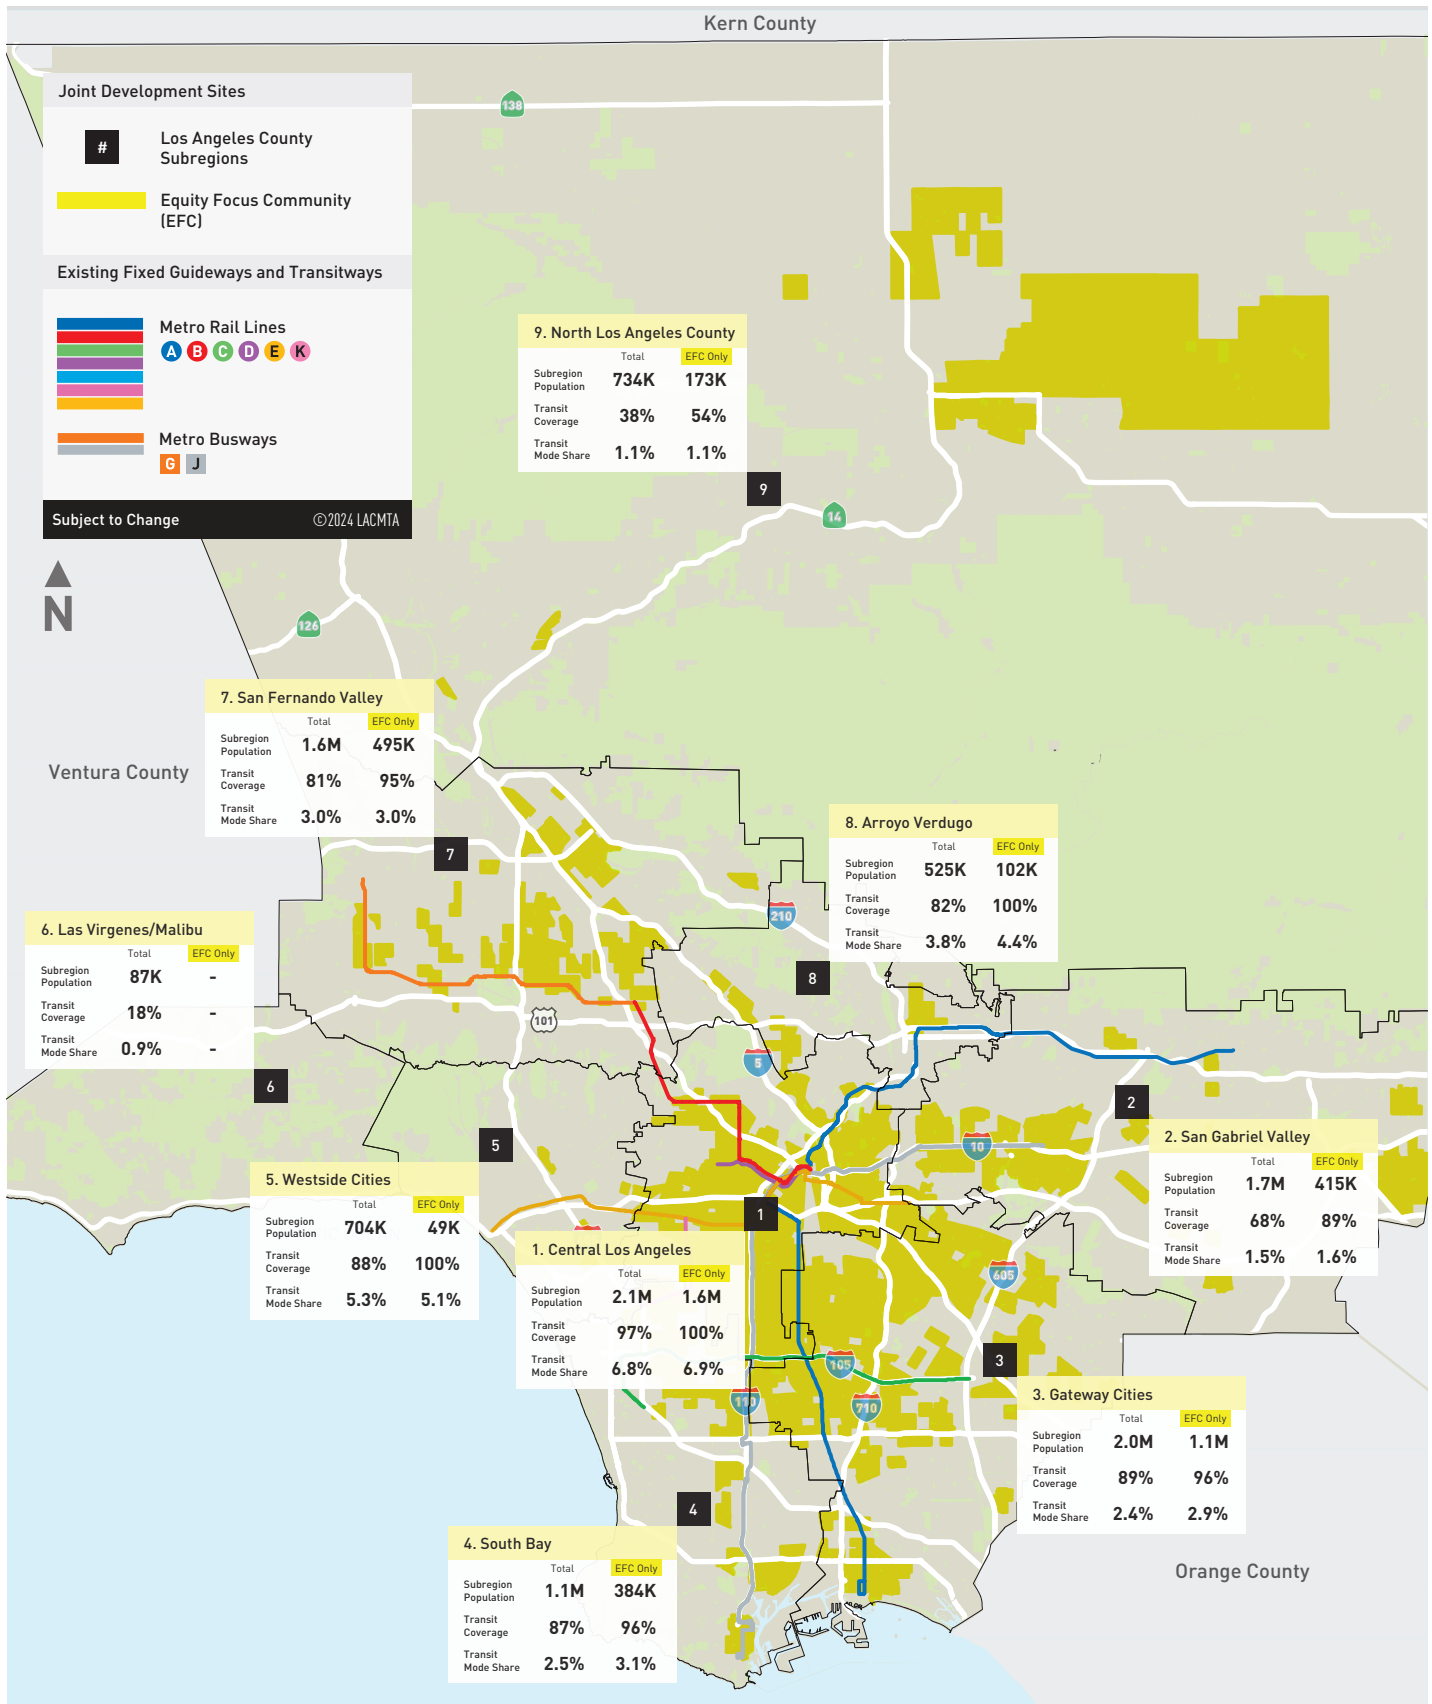 Kern County
Joint Development Sites
#
Los Angeles County
Subregions
Equity Focus Community
(EFC)
Existing Fixed Guideways and Transitways
Metro Rail Lines
A B C D E K
Metro Busways
G J
Subject to Change ©2024 LACMTA
N
138
9. North Los Angeles County
Total EFC Only
Subregion
Population 734K 173K
Transit
Coverage 38% 54%
Transit
Mode Share 1.1% 1.1%
9
14
126
7. San Fernando Valley
Total EFC Only
Subregion
Population 1.6M 495K
Transit
Coverage 81% 95%
Transit
Mode Share 3.0% 3.0%
Ventura County
7
8. Arroyo Verdugo
Total EFC Only
Subregion
Population 525K 102K
Transit
Coverage 82% 100%
Transit
Mode Share 3.8% 4.4%
210
8
6. Las Virgenes/Malibu
Total EFC Only
Subregion
Population 87K -
Transit
Coverage 18% -
Transit
Mode Share 0.9% -
101
5
6
2
5
10
2. San Gabriel Valley
Total EFC Only
Subregion
Population 1.7M 415K
Transit
Coverage 68% 89%
Transit
Mode Share 1.5% 1.6%
5. Westside Cities
Total EFC Only
Subregion
Population 704K 49K
Transit
Coverage 88% 100%
Transit
Mode Share 5.3% 5.1%
1
1. Central Los Angeles
Total EFC Only
Subregion
Population 2.1M 1.6M
Transit
Coverage 97% 100%
Transit
Mode Share 6.8% 6.9%
605
105
3
110
710
3. Gateway Cities
Total EFC Only
Subregion
Population 2.0M 1.1M
Transit
Coverage 89% 96%
Transit
Mode Share 2.4% 2.9%
4
4. South Bay
Total EFC Only
Subregion
Population 1.1M 384K
Transit
Coverage 87% 96%
Transit
Mode Share 2.5% 3.1%
Orange County